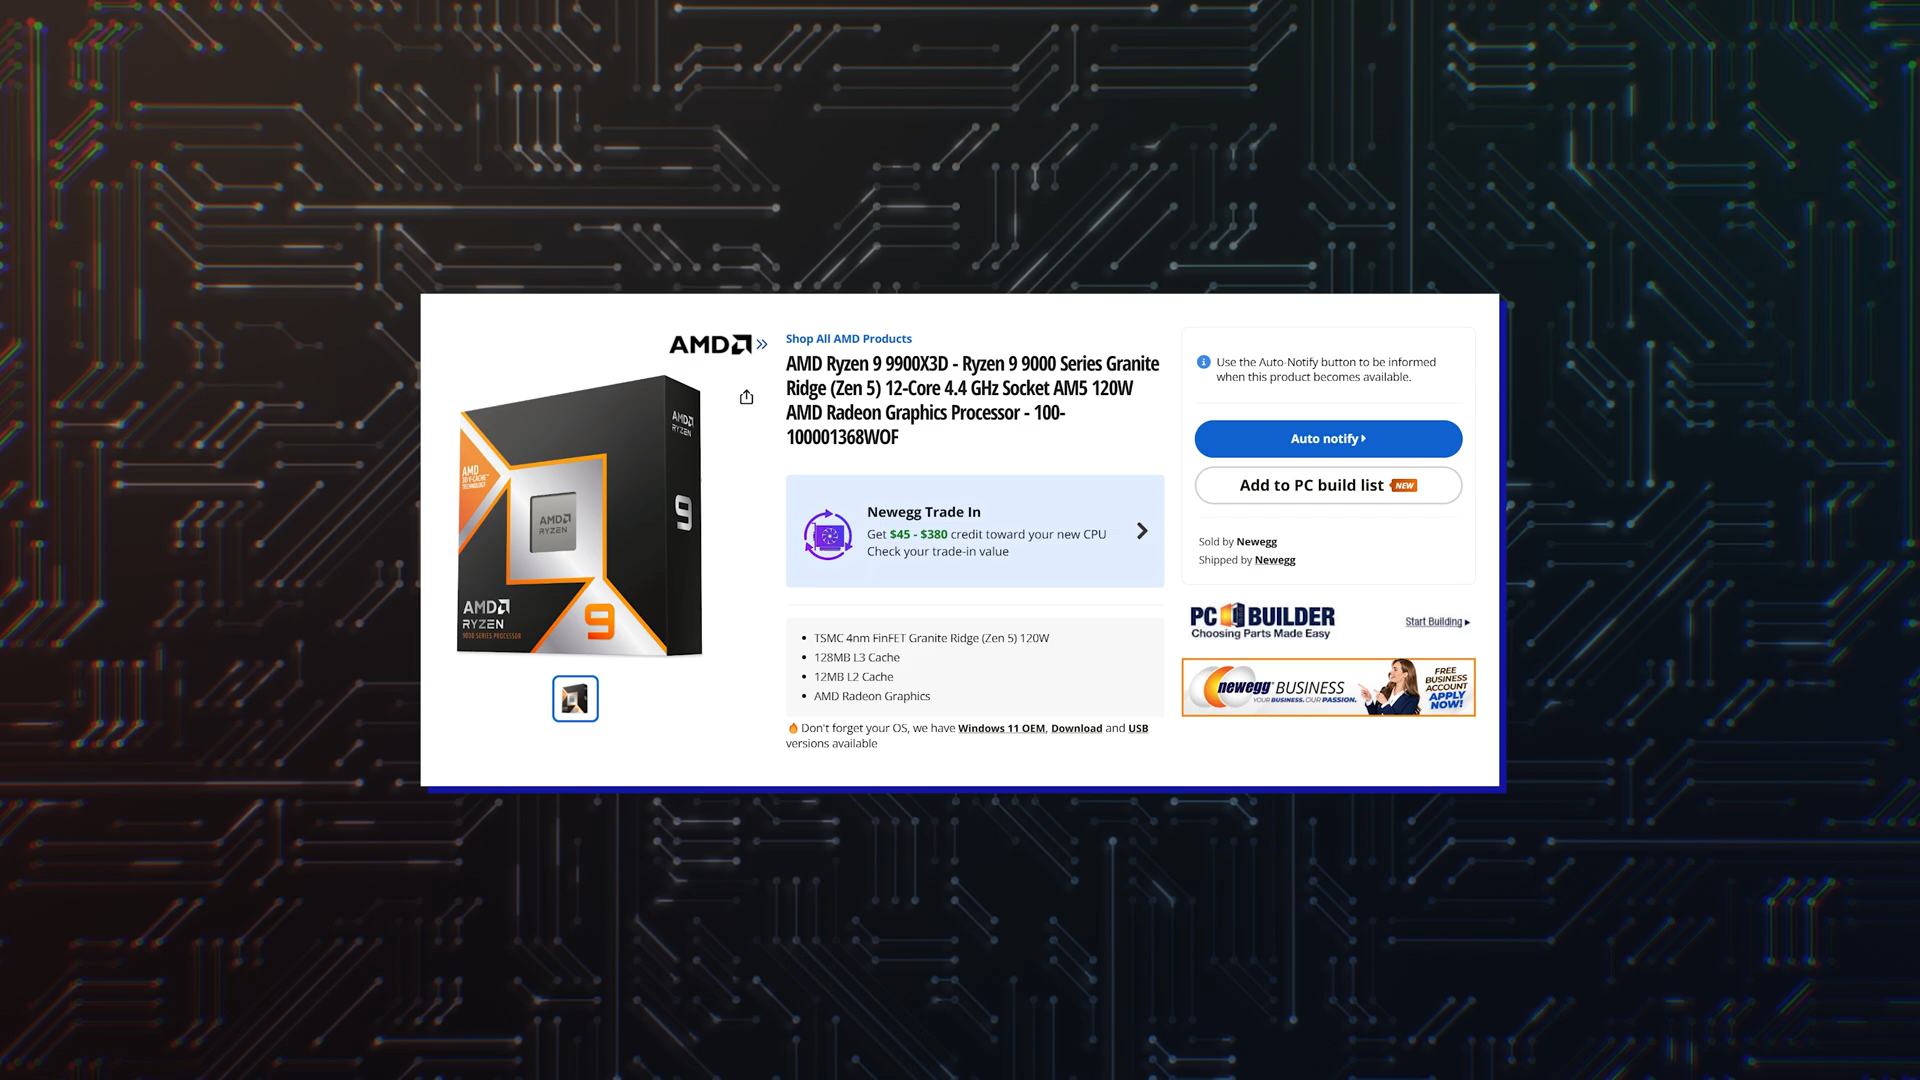 AMD
Shop All AMD Products
AMD Ryzen 9 9900X3D - Ryzen 9 9000 Series Granite
Ridge (Zen 5) 12-Core 4.4 GHz Socket AM5 120W
AMD Radeon Graphics Processor - 100-
100001368WOF
AMD
RYZEN
9
AMD
3D V-CACHE™
TECHNOLOGY
AMD
RYZEN
AMD
RYZEN
9000 SERIES PROCESSOR
9
Newegg Trade In
Get $45 - $380 credit toward your new CPU
Check your trade-in value
• TSMC 4nm FinFET Granite Ridge (Zen 5) 120W
• 128MB L3 Cache
• 12MB L2 Cache
• AMD Radeon Graphics
Don't forget your OS, we have Windows 11 OEM, Download and USB
versions available
Use the Auto-Notify button to be informed
when this product becomes available.
Auto notify
Add to PC build list NEW
Sold by Newegg
Shipped by Newegg
PC BUILDER
Choosing Parts Made Easy
Start Building
newegg BUSINESS
YOUR BUSINESS. OUR PASSION.
FREE
BUSINESS
ACCOUNT
APPLY
NOW!